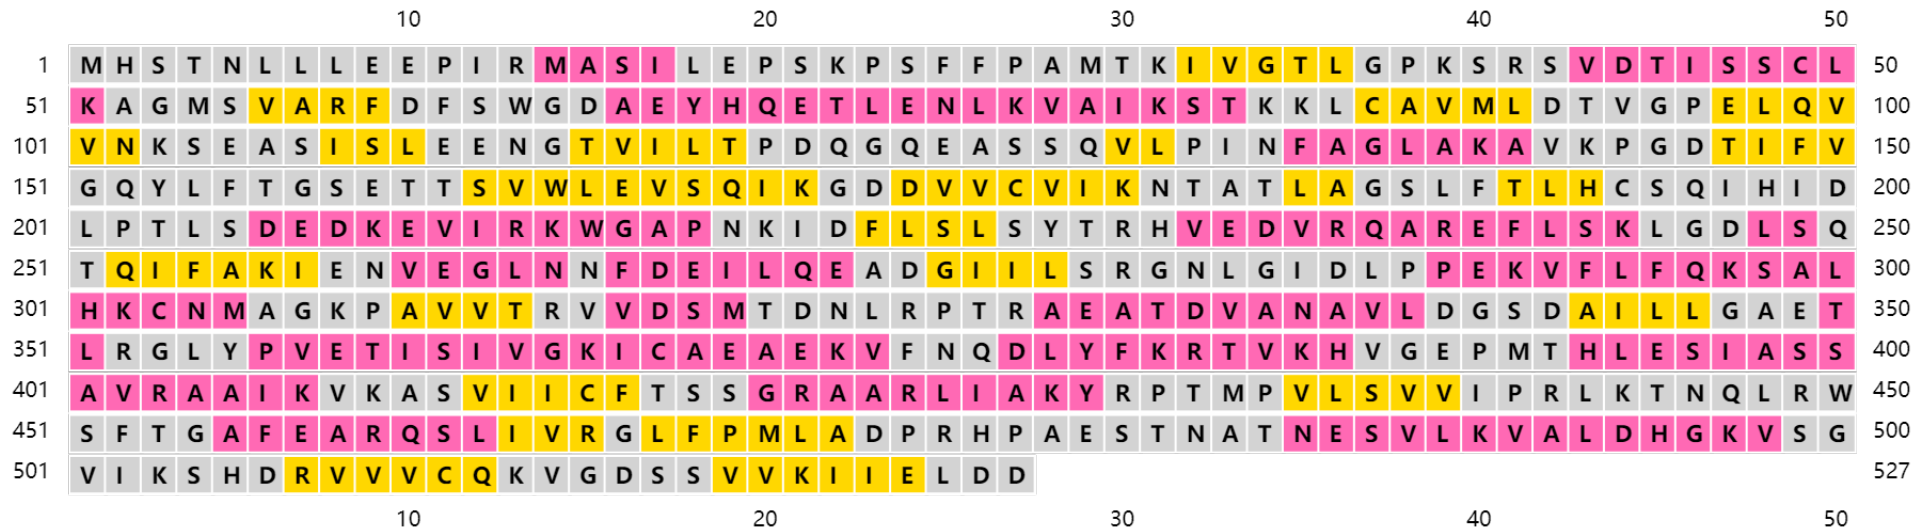 10 20 30 40 50
1 M H S T N L L L E E P I R M A S I L E P S K P S F F P A M T K I V G T L G P K S R S V D T I S S C L 50
51 K A G M S V A R F D F S W G D A E Y H Q E T L E N L K V A I K S T K K L C A V M L D T V G P E L Q V 100
101 V N K S E A S I S L E E N G T V I L T P D Q G Q E A S S Q V L P I N F A G L A K A V K P G D T I F V 150
151 G Q Y L F T G S E T T S V W L E V S Q I K G D D V V C V I K N T A T L A G S L F T L H C S Q I H I D 200
201 L P T L S D E D K E V I R K W G A P N K I D F L S L S Y T R H V E D V R Q A R E F L S K L G D L S Q 250
251 T Q I F A K I E N V E G L N N F D E I L Q E A D G I I L S R G N L G I D L P P E K V F L F Q K S A L 300
301 H K C N M A G K P A V V T R V V D S M T D N L R P T R A E A T D V A N A V L D G S D A I L L G A E T 350
351 L R G L Y P V E T I S I V G K I C A E A E K V F N Q D L Y F K R T V K H V G E P M T H L E S I A S S 400
401 A V R A A I K V K A S V I I C F T S S G R A A R L I A K Y R P T M P V L S V V I P R L K T N Q L R W 450
451 S F T G A F E A R Q S L I V R G L F P M L A D P R H P A E S T N A T N E S V L K V A L D H G K V S G 500
501 V I K S H D R V V V C Q K V G D S S V V K I I E L D D 527
10 20 30 40 50